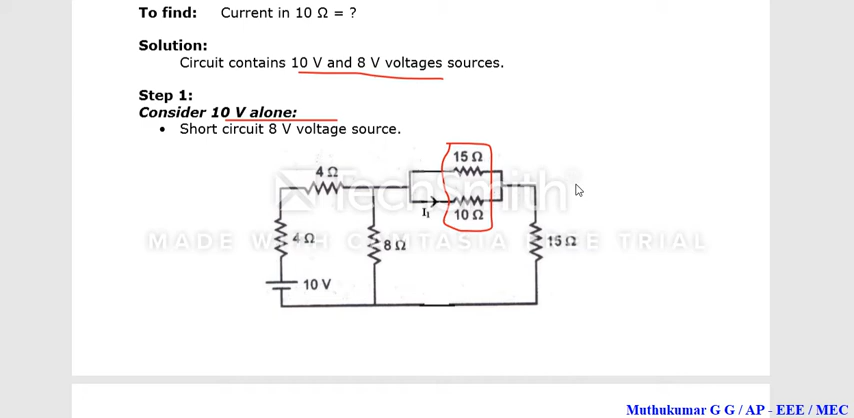 To find: Current in 10 Ω = ?
Solution:
Circuit contains 10 V and 8 V voltages sources.
Step 1:
Consider 10 V alone:
• Short circuit 8 V voltage source.
15 Ω
4 Ω
TechSmith
I₁
10 Ω
MADE WITH CAMTASIA FREE TRIAL
4 Ω
8 Ω
15 Ω
10 V
Muthukumar G G / AP - EEE / MEC